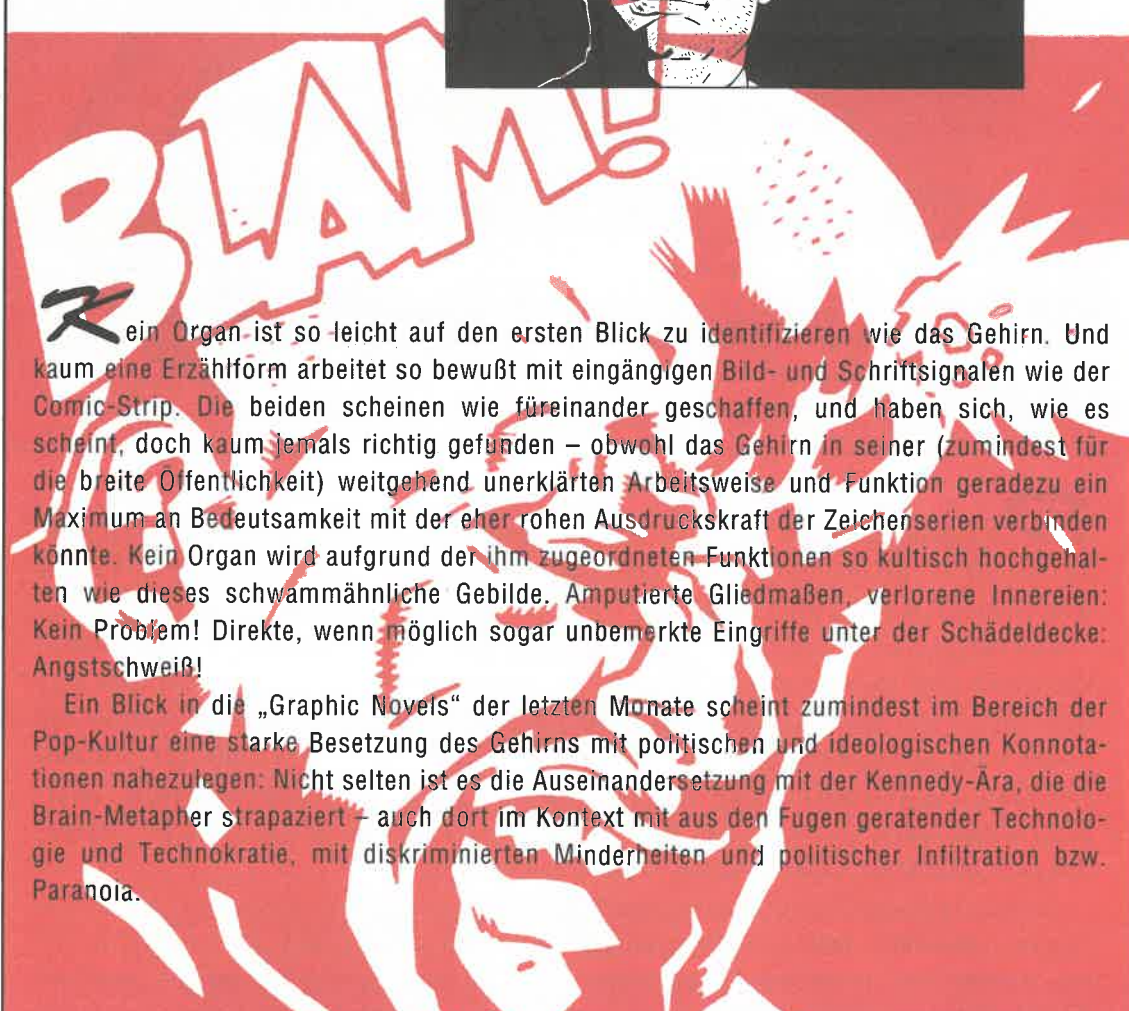 BLAM!
Kein Organ ist so leicht auf den ersten Blick zu identifizieren wie das Gehirn. Und
kaum eine Erzählform arbeitet so bewußt mit eingängigen Bild- und Schriftsignalen wie der
Comic-Strip. Die beiden scheinen wie füreinander geschaffen, und haben sich, wie es
scheint, doch kaum jemals richtig gefunden – obwohl das Gehirn in seiner (zumindest für
die breite Öffentlichkeit) weitgehend unerklärten Arbeitsweise und Funktion geradezu ein
Maximum an Bedeutsamkeit mit der eher rohen Ausdruckskraft der Zeichenserien verbinden
könnte. Kein Organ wird aufgrund der ihm zugeordneten Funktionen so kultisch hochgehal-
ten wie dieses schwammähnliche Gebilde. Amputierte Gliedmaßen, verlorene Innereien:
Kein Problem! Direkte, wenn möglich sogar unbemerkte Eingriffe unter der Schädeldecke:
Angstschweiß!
Ein Blick in die „Graphic Novels“ der letzten Monate scheint zumindest im Bereich der
Pop-Kultur eine starke Besetzung des Gehirns mit politischen und ideologischen Konnota-
tionen nahezulegen: Nicht selten ist es die Auseinandersetzung mit der Kennedy-Ära, die die
Brain-Metapher strapaziert – auch dort im Kontext mit aus den Fugen geratender Technolo-
gie und Technokratie, mit diskriminierten Minderheiten und politischer Infiltration bzw.
Paranoia.